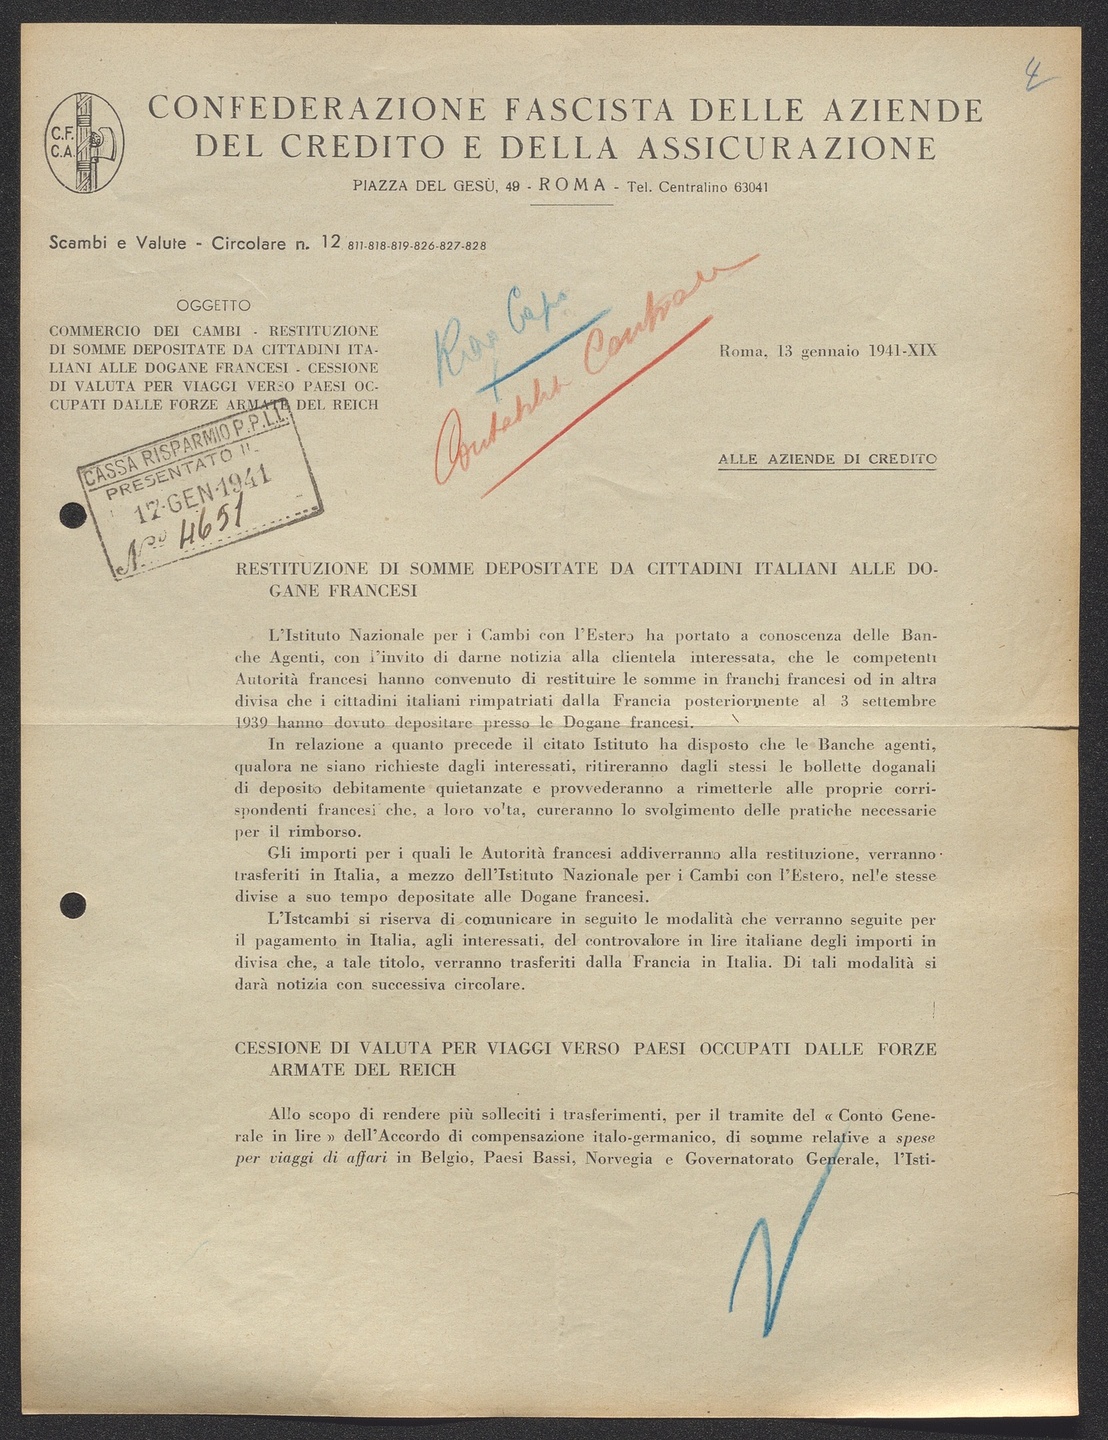 4
C.F.
C.A.
CONFEDERAZIONE FASCISTA DELLE AZIENDE
DEL CREDITO E DELLA ASSICURAZIONE
PIAZZA DEL GESÙ, 49 - ROMA - Tel. Centralino 63041
Scambi e Valute - Circolare n. 12 811-818-819-826-827-828
OGGETTO
COMMERCIO DEI CAMBI - RESTITUZIONE
DI SOMME DEPOSITATE DA CITTADINI ITA-
LIANI ALLE DOGANE FRANCESI - CESSIONE
DI VALUTA PER VIAGGI VERSO PAESI OC-
CUPATI DALLE FORZE ARMATE DEL REICH
Centrale
Roma, 13 gennaio 1941-XIX
ALLE AZIENDE DI CREDITO
CASSA RISPARMIO P.P.L.L.
PRESENTATO IL
17·GEN·1941
Nro 4651
RESTITUZIONE DI SOMME DEPOSITATE DA CITTADINI ITALIANI ALLE DO-
GANE FRANCESI
L'Istituto Nazionale per i Cambi con l'Estero ha portato a conoscenza delle Ban-
che Agenti, con l'invito di darne notizia alla clientela interessata, che le competenti
Autorità francesi hanno convenuto di restituire le somme in franchi francesi od in altra
divisa che i cittadini italiani rimpatriati dalla Francia posteriormente al 3 settembre
1939 hanno dovuto depositare presso le Dogane francesi.
In relazione a quanto precede il citato Istituto ha disposto che le Banche agenti,
qualora ne siano richieste dagli interessati, ritireranno dagli stessi le bollette doganali
di deposito debitamente quietanzate e provvederanno a rimetterle alle proprie corri-
spondenti francesi che, a loro vo'ta, cureranno lo svolgimento delle pratiche necessarie
per il rimborso.
Gli importi per i quali le Autorità francesi addiverranno alla restituzione, verranno
trasferiti in Italia, a mezzo dell'Istituto Nazionale per i Cambi con l'Estero, nel'e stesse
divise a suo tempo depositate alle Dogane francesi.
L'Istcambi si riserva di comunicare in seguito le modalità che verranno seguite per
il pagamento in Italia, agli interessati, del controvalore in lire italiane degli importi in
divisa che, a tale titolo, verranno trasferiti dalla Francia in Italia. Di tali modalità si
darà notizia con successiva circolare.
CESSIONE DI VALUTA PER VIAGGI VERSO PAESI OCCUPATI DALLE FORZE
ARMATE DEL REICH
Allo scopo di rendere più solleciti i trasferimenti, per il tramite del « Conto Gene-
rale in lire » dell'Accordo di compensazione italo-germanico, di somme relative a spese
per viaggi di affari in Belgio, Paesi Bassi, Norvegia e Governatorato Generale, l'Isti-